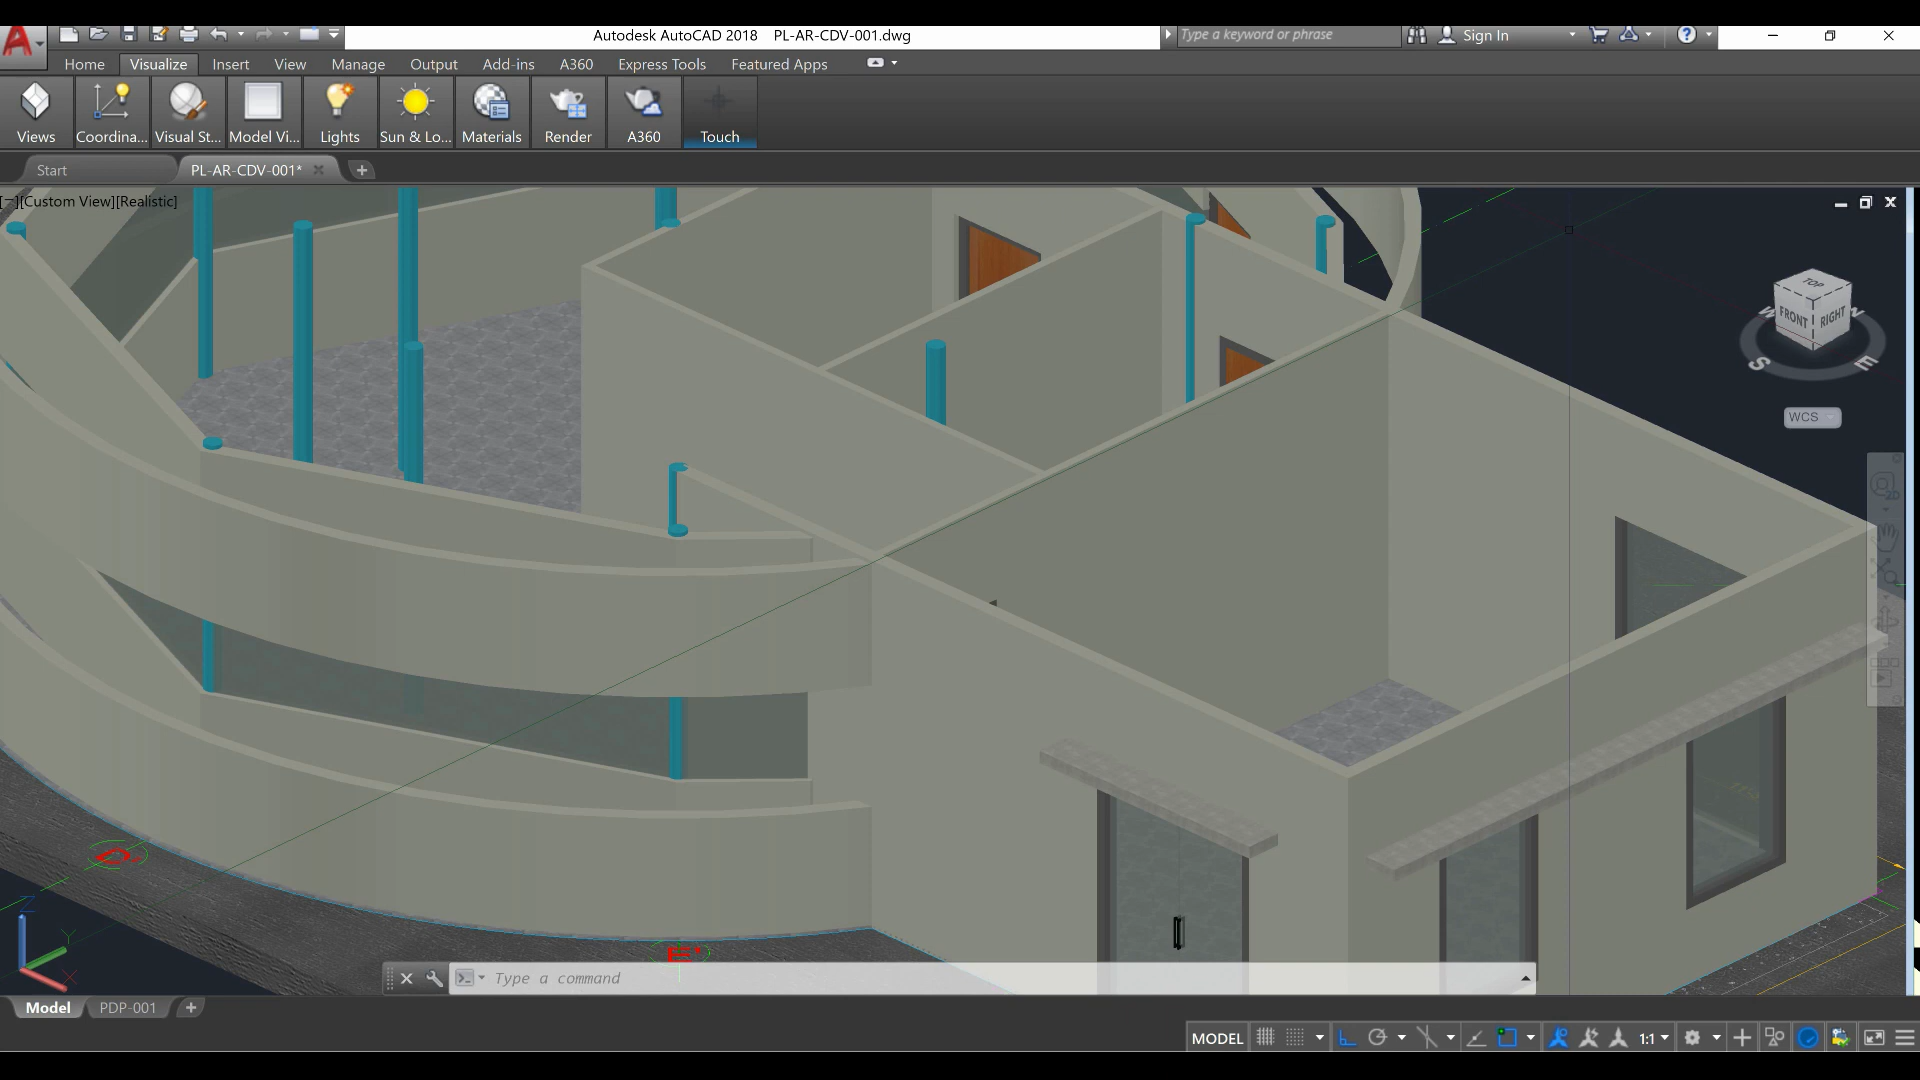 Autodesk AutoCAD 2018 PL-AR-CDV-001.dwg
Type a keyword or phrase
Sign In
Home Visualize Insert View Manage Output Add-ins A360 Express Tools Featured Apps
Views Coordina... Visual St... Model Vi... Lights Sun & Lo... Materials Render A360 Touch
Start PL-AR-CDV-001*
[−][Custom View][Realistic]
TOP
FRONT RIGHT
W N
S E
WCS
D'
E'
Z
Y
X
Type a command
Model PDP-001
MODEL 1:1